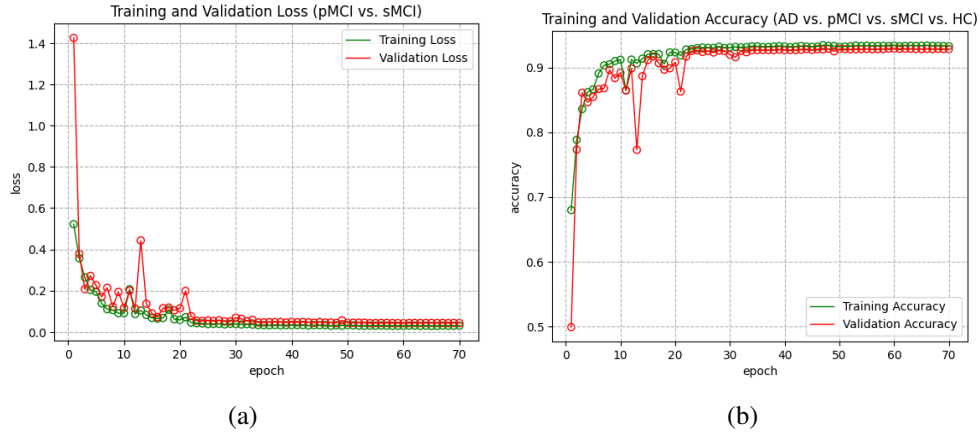 Training and Validation Loss (pMCI vs. sMCI)
Training Loss
Validation Loss
1.4
1.2
1.0
0.8
0.6
0.4
0.2
0.0
loss
0 10 20 30 40 50 60 70
epoch
(a)
Training and Validation Accuracy (AD vs. pMCI vs. sMCI vs. HC)
0.9
0.8
0.7
0.6
0.5
accuracy
Training Accuracy
Validation Accuracy
0 10 20 30 40 50 60 70
epoch
(b)